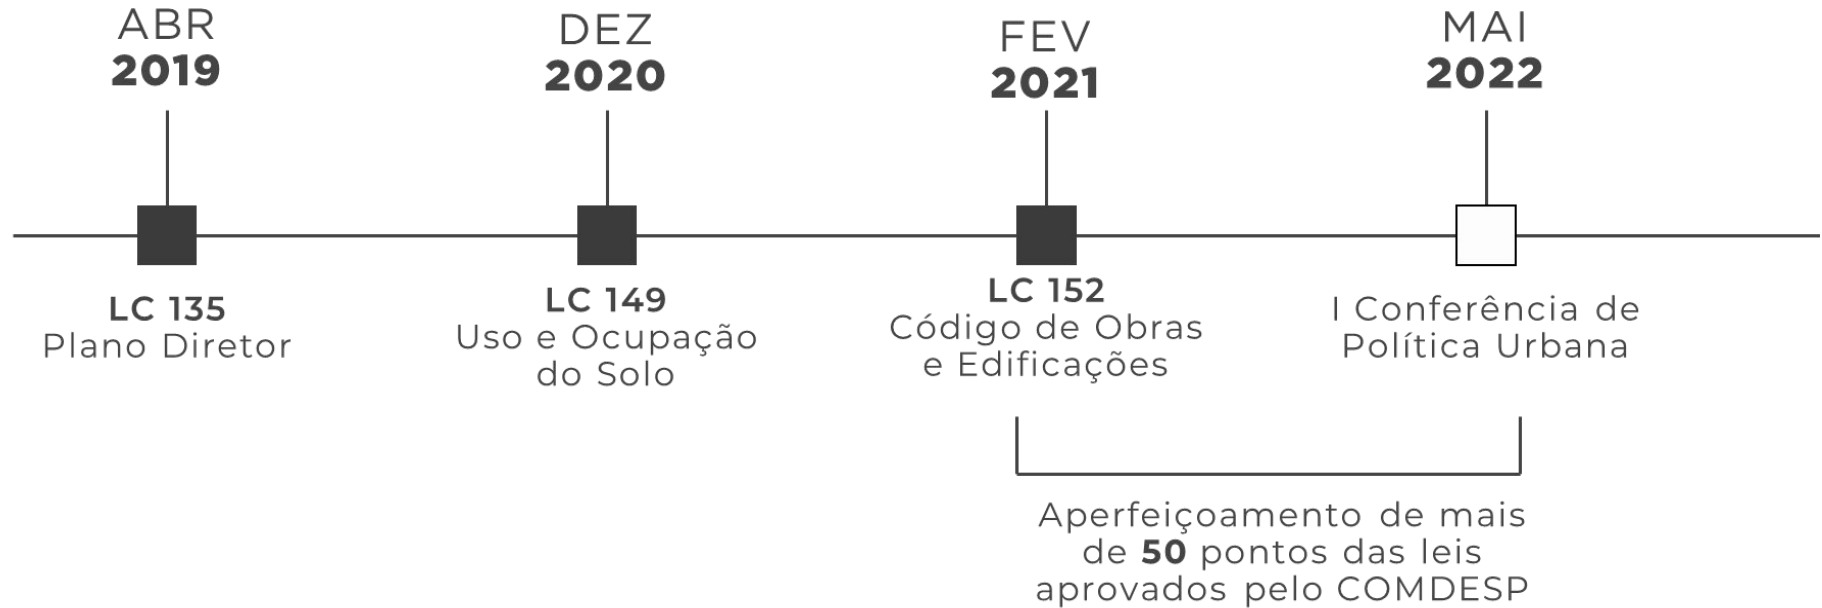 ABR
2019
DEZ
2020
FEV
2021
MAI
2022
LC 135
Plano Diretor
LC 149
Uso e Ocupação
do Solo
LC 152
Código de Obras
e Edificações
I Conferência de
Política Urbana
Aperfeiçoamento de mais
de 50 pontos das leis
aprovados pelo COMDESP